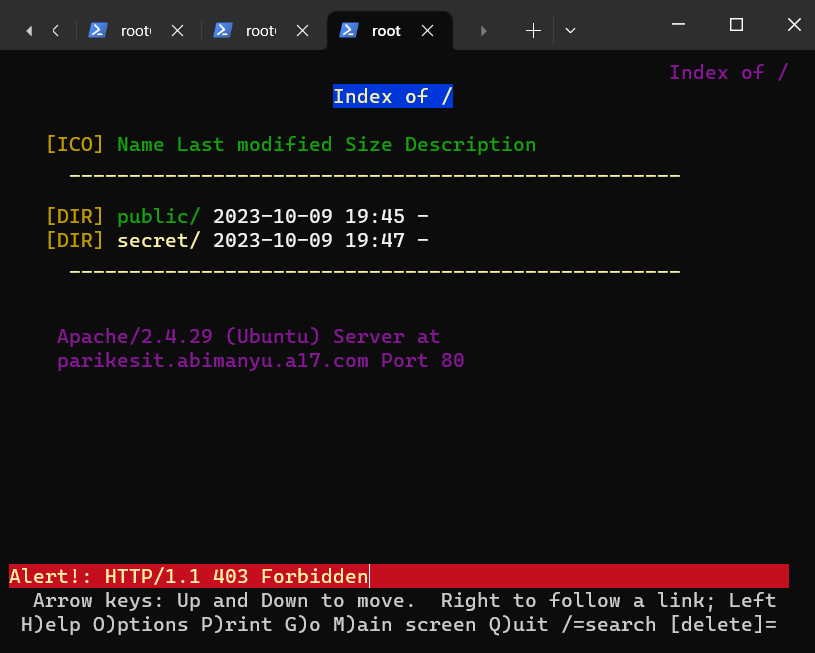 root
root
root
Index of /
Index of /
[ICO] Name Last modified Size Description
---------------------------------------------------
[DIR] public/ 2023-10-09 19:45 -
[DIR] secret/ 2023-10-09 19:47 -
---------------------------------------------------
Apache/2.4.29 (Ubuntu) Server at
parikesit.abimanyu.a17.com Port 80
Alert!: HTTP/1.1 403 Forbidden
Arrow keys: Up and Down to move.  Right to follow a link; Left
H)elp O)ptions P)rint G)o M)ain screen Q)uit /=search [delete]=